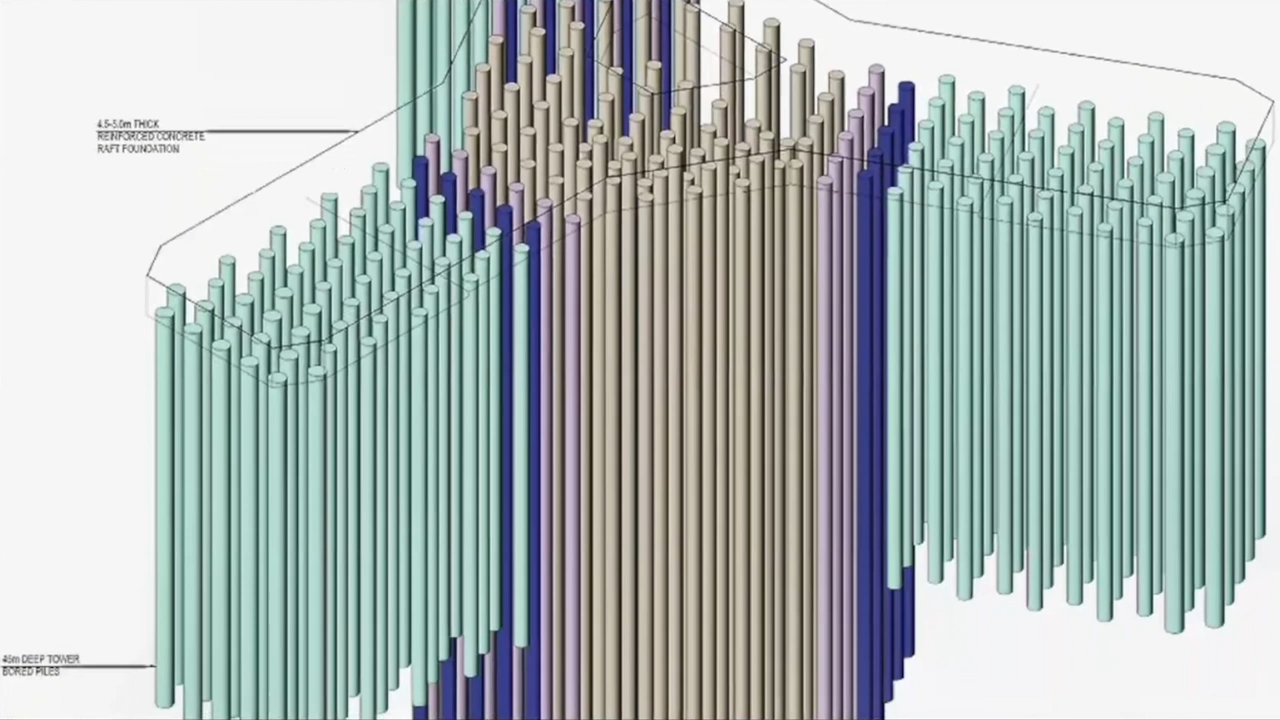 4.5-5.0m THICK
REINFORCED CONCRETE
RAFT FOUNDATION
45m DEEP TOWER
BORED PILES